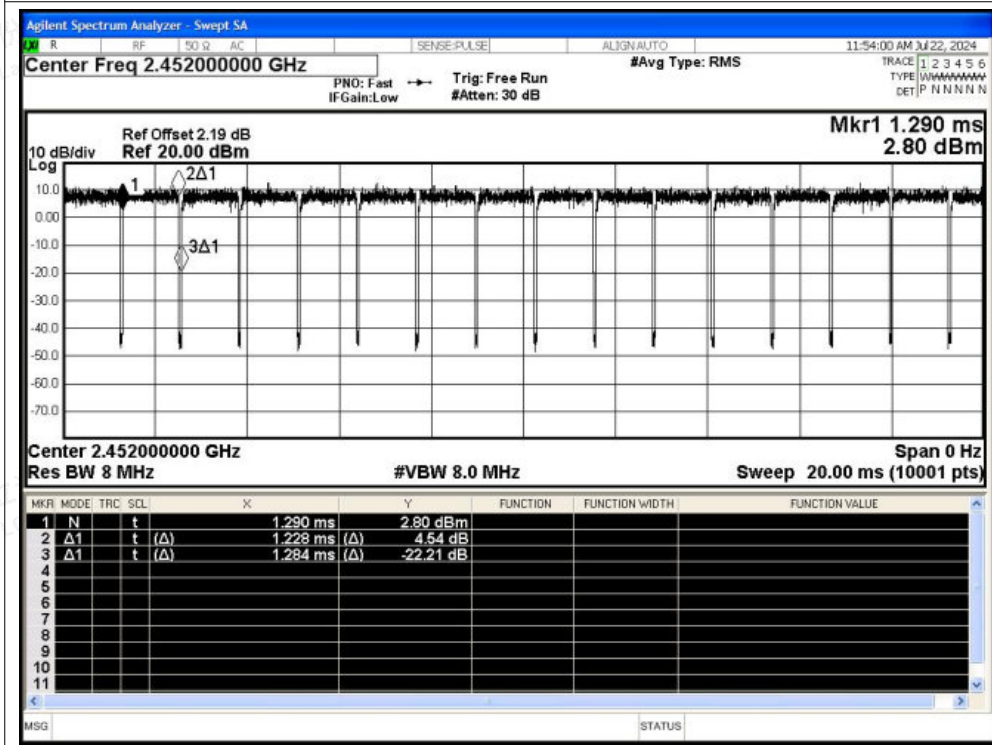 Agilent Spectrum Analyzer - Swept SA
LXI R RF 50 Ω AC SENSE:PULSE ALIGNAUTO 11:54:00 AM Jul 22, 2024
Center Freq 2.452000000 GHz
PNO: Fast
IFGain:Low
Trig: Free Run
#Atten: 30 dB
#Avg Type: RMS
TRACE 1 2 3 4 5 6
TYPE
DET P N N N N N
Ref Offset 2.19 dB
10 dB/div Ref 20.00 dBm
Log
Mkr1 1.290 ms
2.80 dBm
1
2Δ1
3Δ1
10.0
0.00
-10.0
-20.0
-30.0
-40.0
-50.0
-60.0
-70.0
Center 2.452000000 GHz Span 0 Hz
Res BW 8 MHz #VBW 8.0 MHz Sweep 20.00 ms (10001 pts)
MKR MODE TRC SCL X Y FUNCTION FUNCTION WIDTH FUNCTION VALUE
1 N t 1.290 ms 2.80 dBm
2 Δ1 t (Δ) 1.228 ms (Δ) 4.54 dB
3 Δ1 t (Δ) 1.284 ms (Δ) -22.21 dB
4
5
6
7
8
9
10
11
MSG STATUS